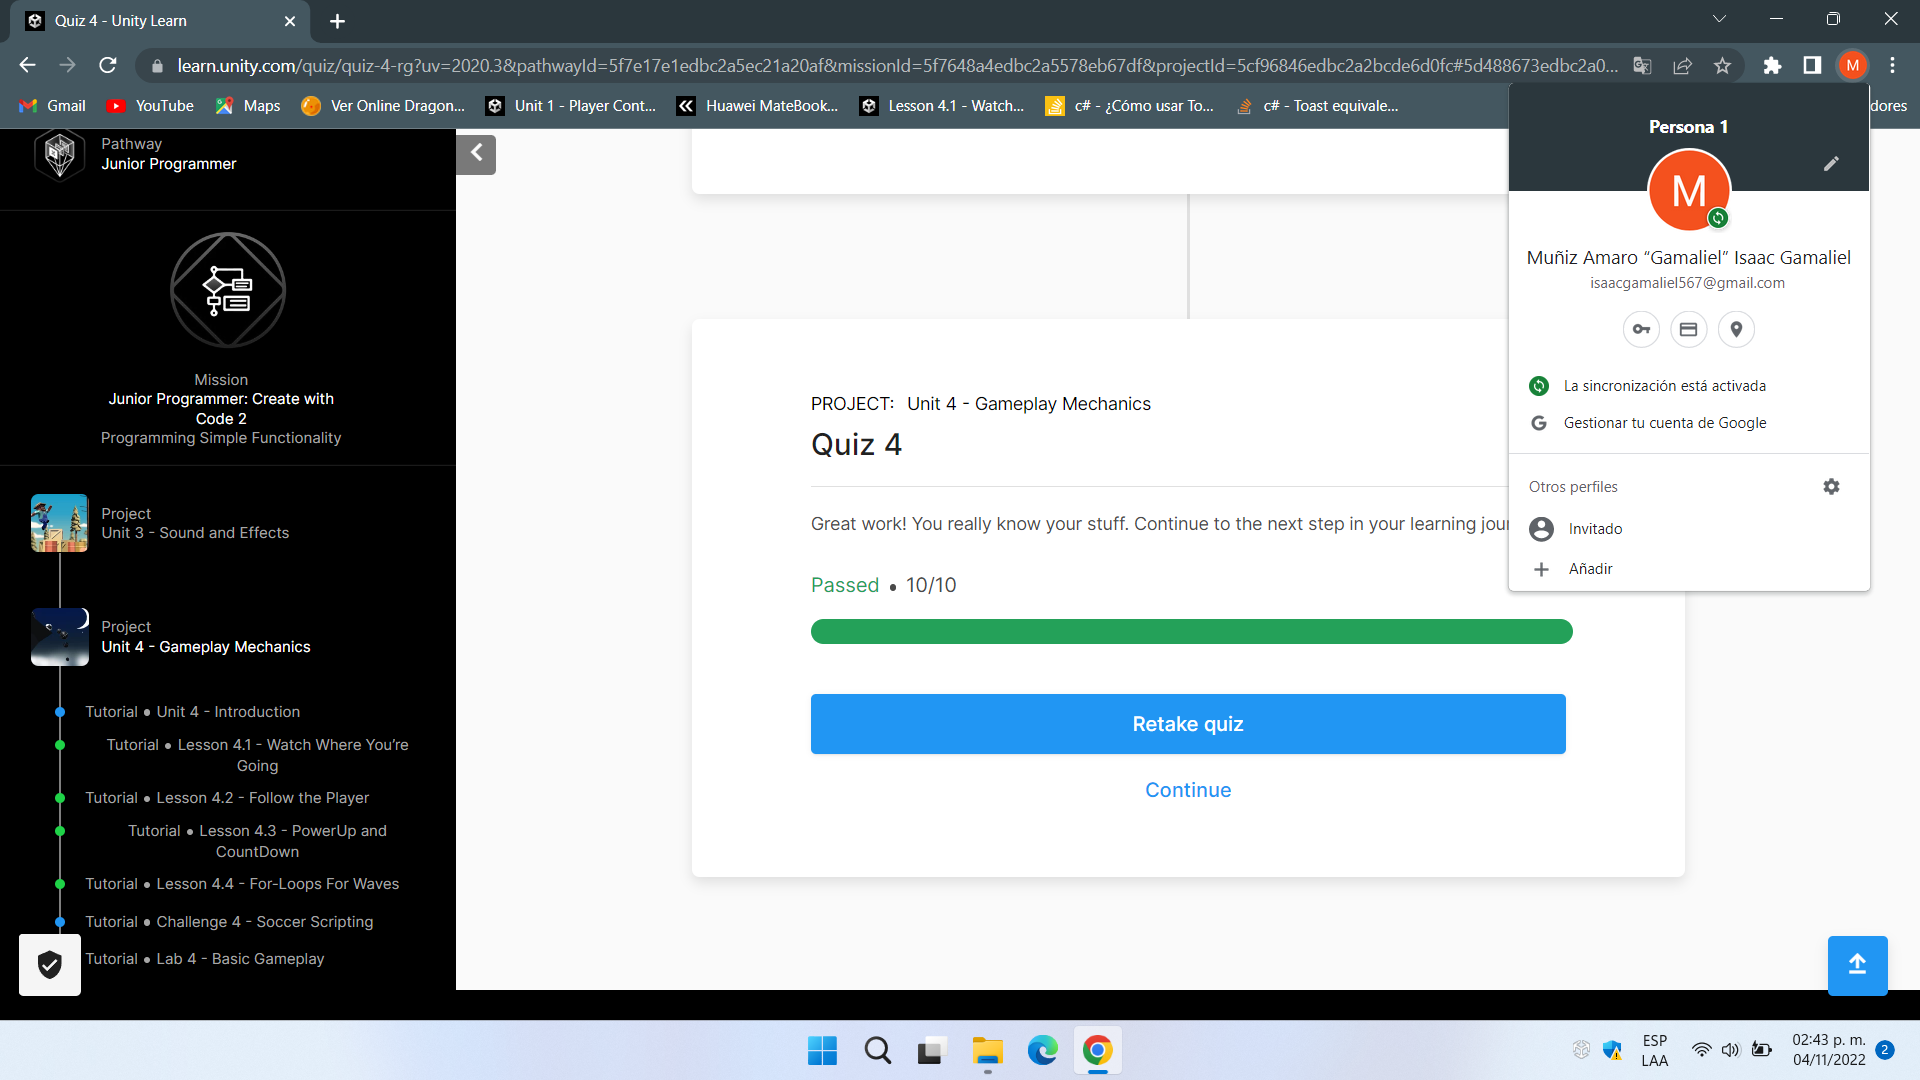 Quiz 4 - Unity Learn
learn.unity.com/quiz/quiz-4-rg?uv=2020.3&pathwayId=5f7e17e1edbc2a5ec21a20af&missionId=5f7648a4edbc2a5578eb67df&projectId=5cf96846edbc2a2bcde6d0fc#5d488673edbc2a0...
M
Gmail
YouTube
Maps
Ver Online Dragon...
Unit 1 - Player Cont...
Huawei MateBook...
Lesson 4.1 - Watch...
c# - ¿Cómo usar To...
c# - Toast equivale...
dores
Pathway
Junior Programmer
Mission
Junior Programmer: Create with
Code 2
Programming Simple Functionality
Project
Unit 3 - Sound and Effects
Project
Unit 4 - Gameplay Mechanics
Tutorial • Unit 4 - Introduction
Tutorial • Lesson 4.1 - Watch Where You're
Going
Tutorial • Lesson 4.2 - Follow the Player
Tutorial • Lesson 4.3 - PowerUp and
CountDown
Tutorial • Lesson 4.4 - For-Loops For Waves
Tutorial • Challenge 4 - Soccer Scripting
Tutorial • Lab 4 - Basic Gameplay
PROJECT: Unit 4 - Gameplay Mechanics
Quiz 4
Great work! You really know your stuff. Continue to the next step in your learning jour
Passed • 10/10
Retake quiz
Continue
Persona 1
M
Muñiz Amaro “Gamaliel” Isaac Gamaliel
isaacgamaliel567@gmail.com
La sincronización está activada
Gestionar tu cuenta de Google
Otros perfiles
Invitado
Añadir
ESP
LAA
02:43 p. m.
04/11/2022
2